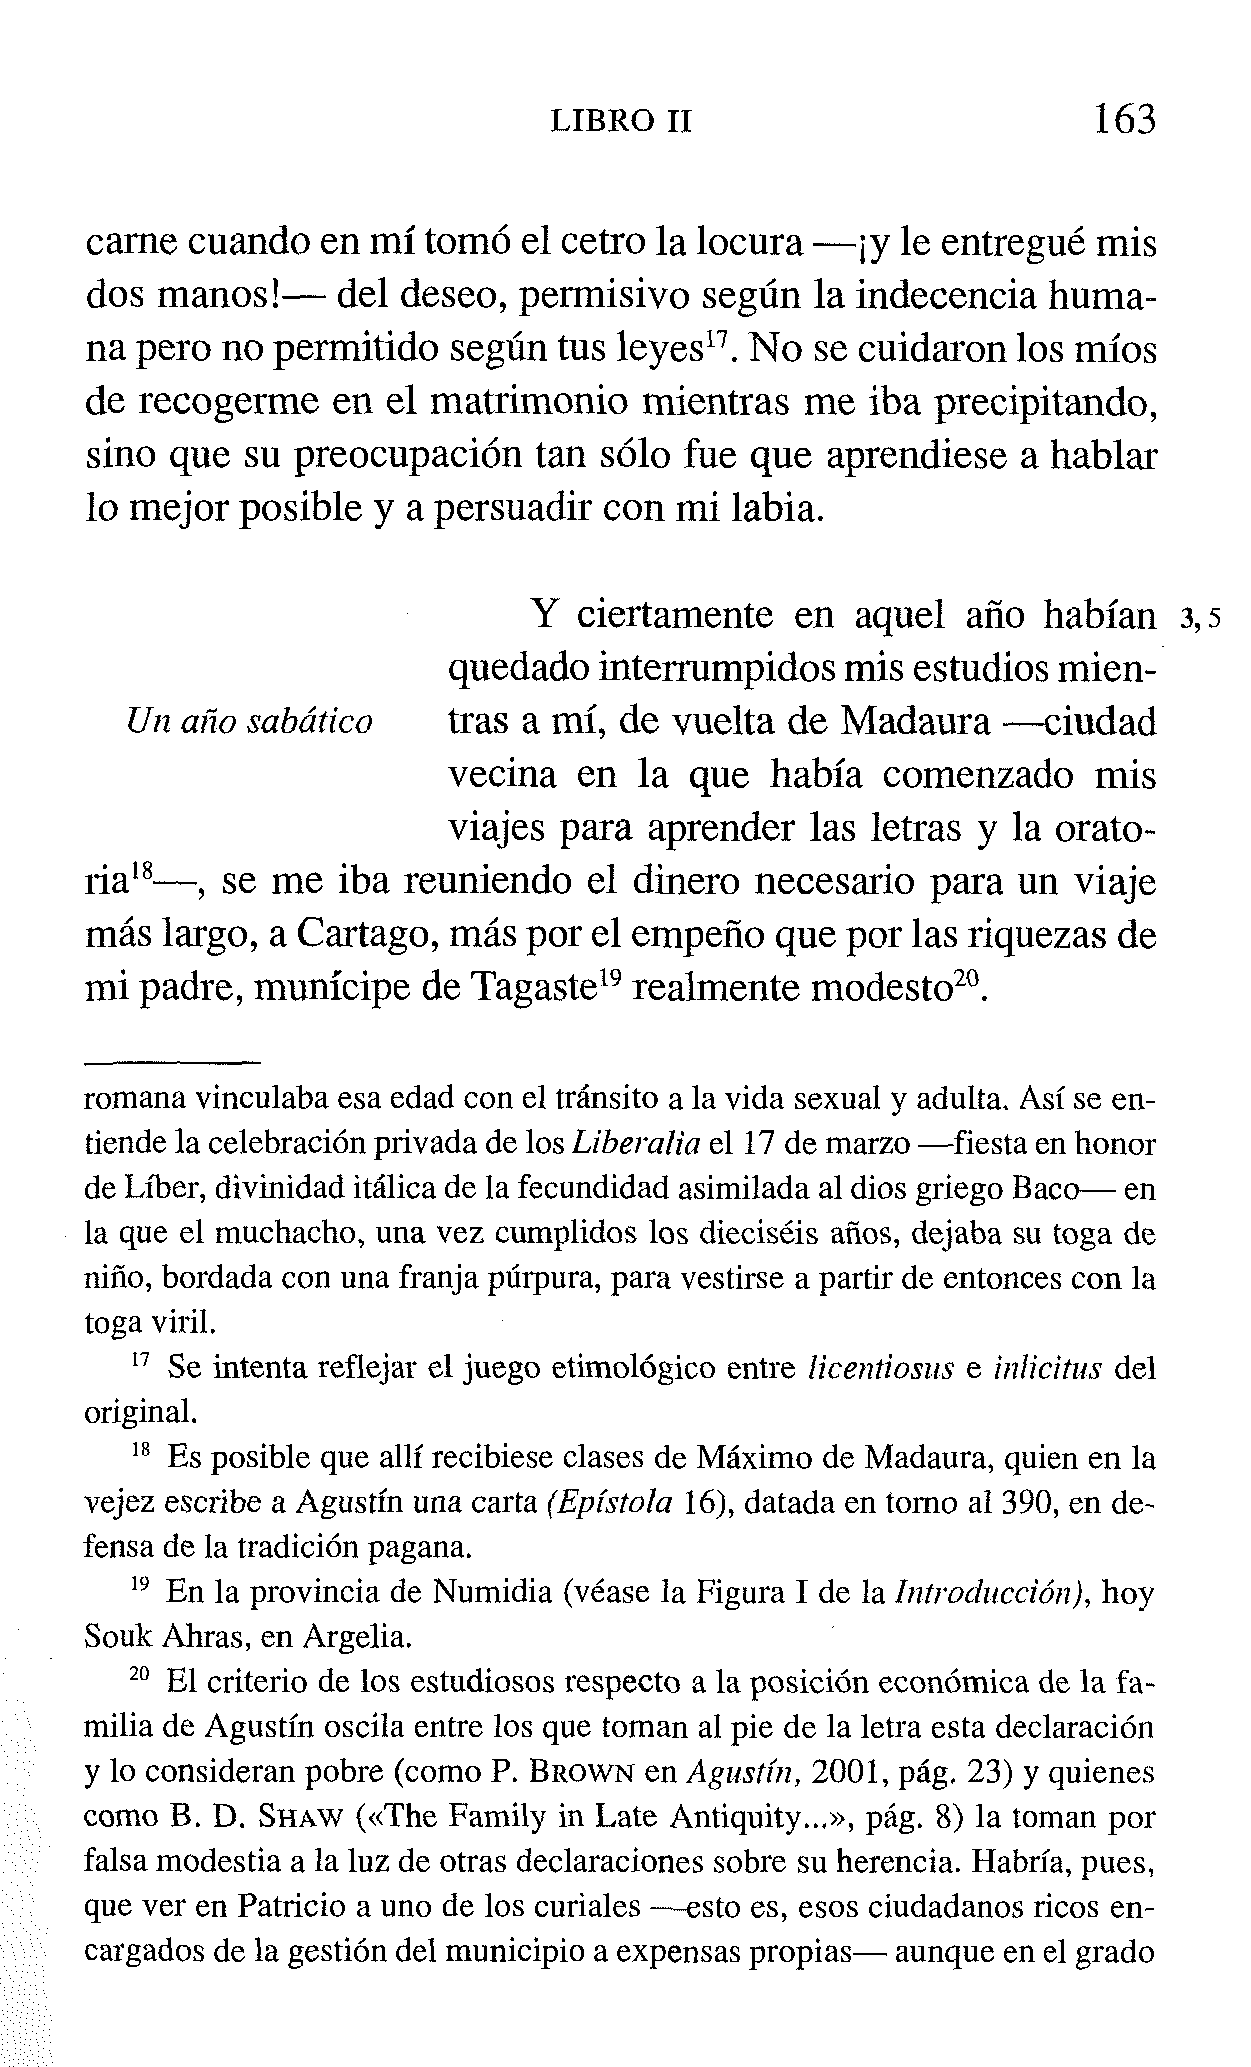 LIBRO II 163
carne cuando en mí tomó el cetro la locura —¡y le entregué mis
dos manos!— del deseo, permisivo según la indecencia huma-
na pero no permitido según tus leyes¹⁷. No se cuidaron los míos
de recogerme en el matrimonio mientras me iba precipitando,
sino que su preocupación tan sólo fue que aprendiese a hablar
lo mejor posible y a persuadir con mi labia.
Y ciertamente en aquel año habían 3, 5
quedado interrumpidos mis estudios mien-
Un año sabático tras a mí, de vuelta de Madaura —ciudad
vecina en la que había comenzado mis
viajes para aprender las letras y la orato-
ria¹⁸—, se me iba reuniendo el dinero necesario para un viaje
más largo, a Cartago, más por el empeño que por las riquezas de
mi padre, munícipe de Tagaste¹⁹ realmente modesto²⁰.
romana vinculaba esa edad con el tránsito a la vida sexual y adulta. Así se en-
tiende la celebración privada de los Liberalia el 17 de marzo —fiesta en honor
de Líber, divinidad itálica de la fecundidad asimilada al dios griego Baco— en
la que el muchacho, una vez cumplidos los dieciséis años, dejaba su toga de
niño, bordada con una franja púrpura, para vestirse a partir de entonces con la
toga viril.
¹⁷ Se intenta reflejar el juego etimológico entre licentiosus e inlicitus del
original.
¹⁸ Es posible que allí recibiese clases de Máximo de Madaura, quien en la
vejez escribe a Agustín una carta (Epístola 16), datada en torno al 390, en de-
fensa de la tradición pagana.
¹⁹ En la provincia de Numidia (véase la Figura I de la Introducción), hoy
Souk Ahras, en Argelia.
²⁰ El criterio de los estudiosos respecto a la posición económica de la fa-
milia de Agustín oscila entre los que toman al pie de la letra esta declaración
y lo consideran pobre (como P. BROWN en Agustín, 2001, pág. 23) y quienes
como B. D. SHAW («The Family in Late Antiquity...», pág. 8) la toman por
falsa modestia a la luz de otras declaraciones sobre su herencia. Habría, pues,
que ver en Patricio a uno de los curiales —esto es, esos ciudadanos ricos en-
cargados de la gestión del municipio a expensas propias— aunque en el grado